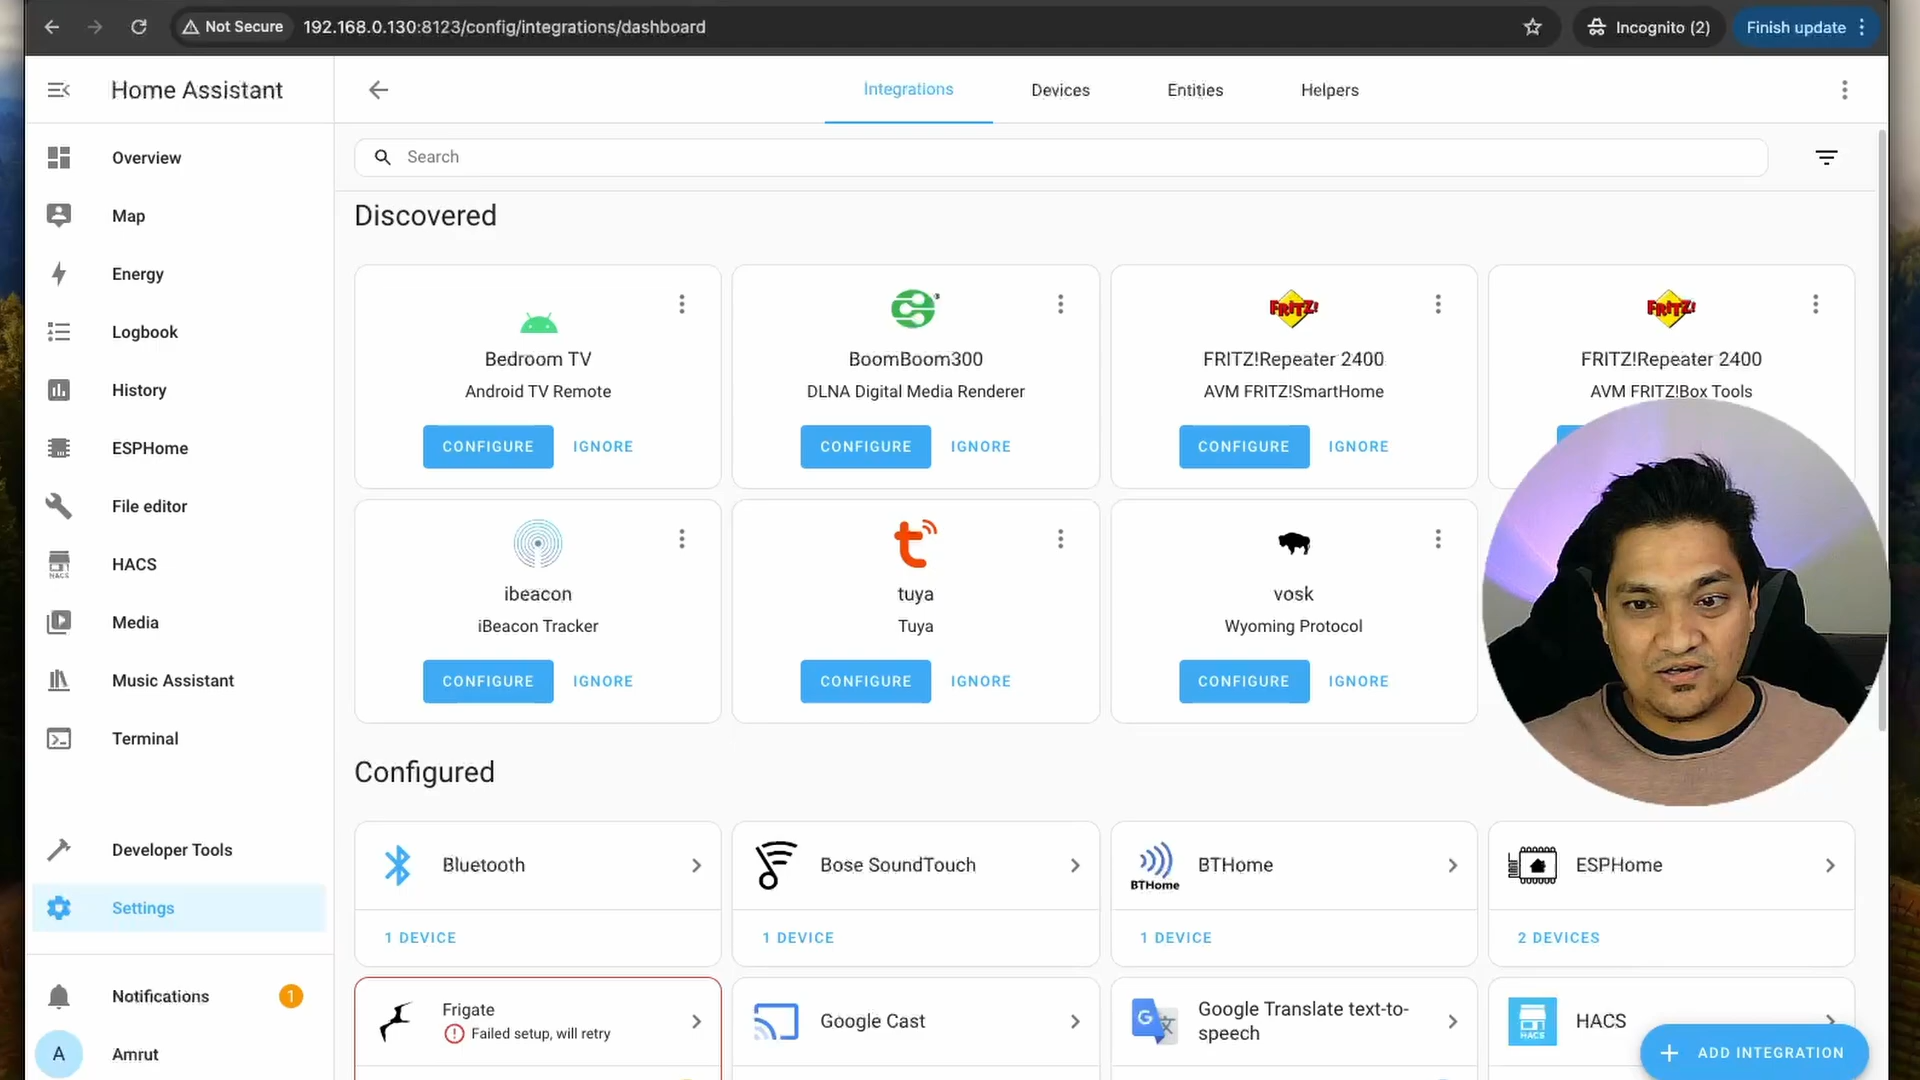 Not Secure
192.168.0.130:8123/config/integrations/dashboard
Incognito (2)
Finish update
Home Assistant
Integrations
Devices
Entities
Helpers
Search
Overview
Map
Energy
Logbook
History
ESPHome
File editor
HACS
HACS
Media
Music Assistant
Terminal
Developer Tools
Settings
Notifications
1
A
Amrut
Discovered
Bedroom TV
Android TV Remote
CONFIGURE
IGNORE
BoomBoom300
DLNA Digital Media Renderer
CONFIGURE
IGNORE
FRITZ!
FRITZ!Repeater 2400
AVM FRITZ!SmartHome
CONFIGURE
IGNORE
FRITZ!
FRITZ!Repeater 2400
AVM FRITZ!Box Tools
ibeacon
iBeacon Tracker
CONFIGURE
IGNORE
t
tuya
Tuya
CONFIGURE
IGNORE
vosk
Wyoming Protocol
CONFIGURE
IGNORE
Configured
Bluetooth
1 DEVICE
Bose SoundTouch
1 DEVICE
BTHome
BTHome
1 DEVICE
ESPHome
2 DEVICES
Frigate
Failed setup, will retry
Google Cast
G
Google Translate text-to-
speech
HACS
HACS
ADD INTEGRATION